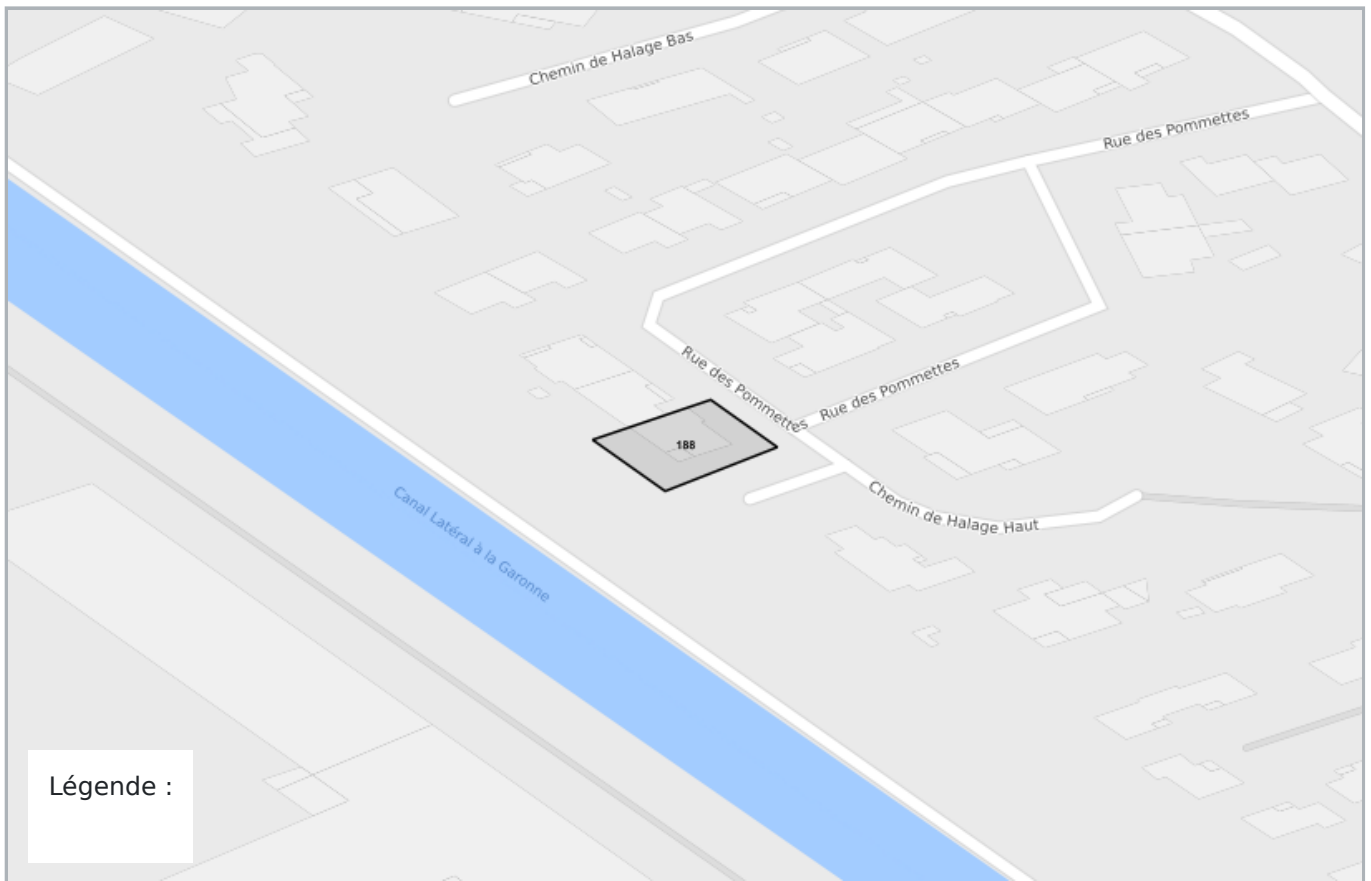 Chemin de Halage Bas
Rue des Pommettes
Rue des Pommettes
Rue des Pommettes
188
Chemin de Halage Haut
Canal Latéral à la Garonne
Légende :